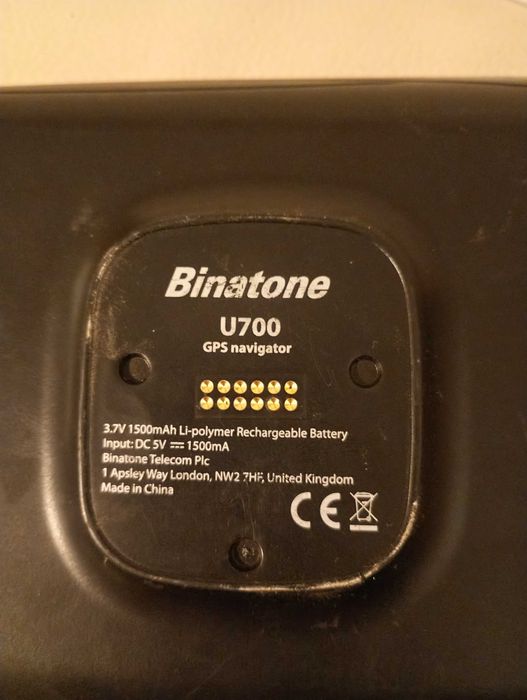 Binatone
U700
GPS navigator
3.7V 1500mAh Li-polymer Rechargeable Battery
Input: DC 5V ⎓ 1500mA
Binatone Telecom Plc
1 Apsley Way London, NW2 7HF, United Kingdom
Made in China
CE